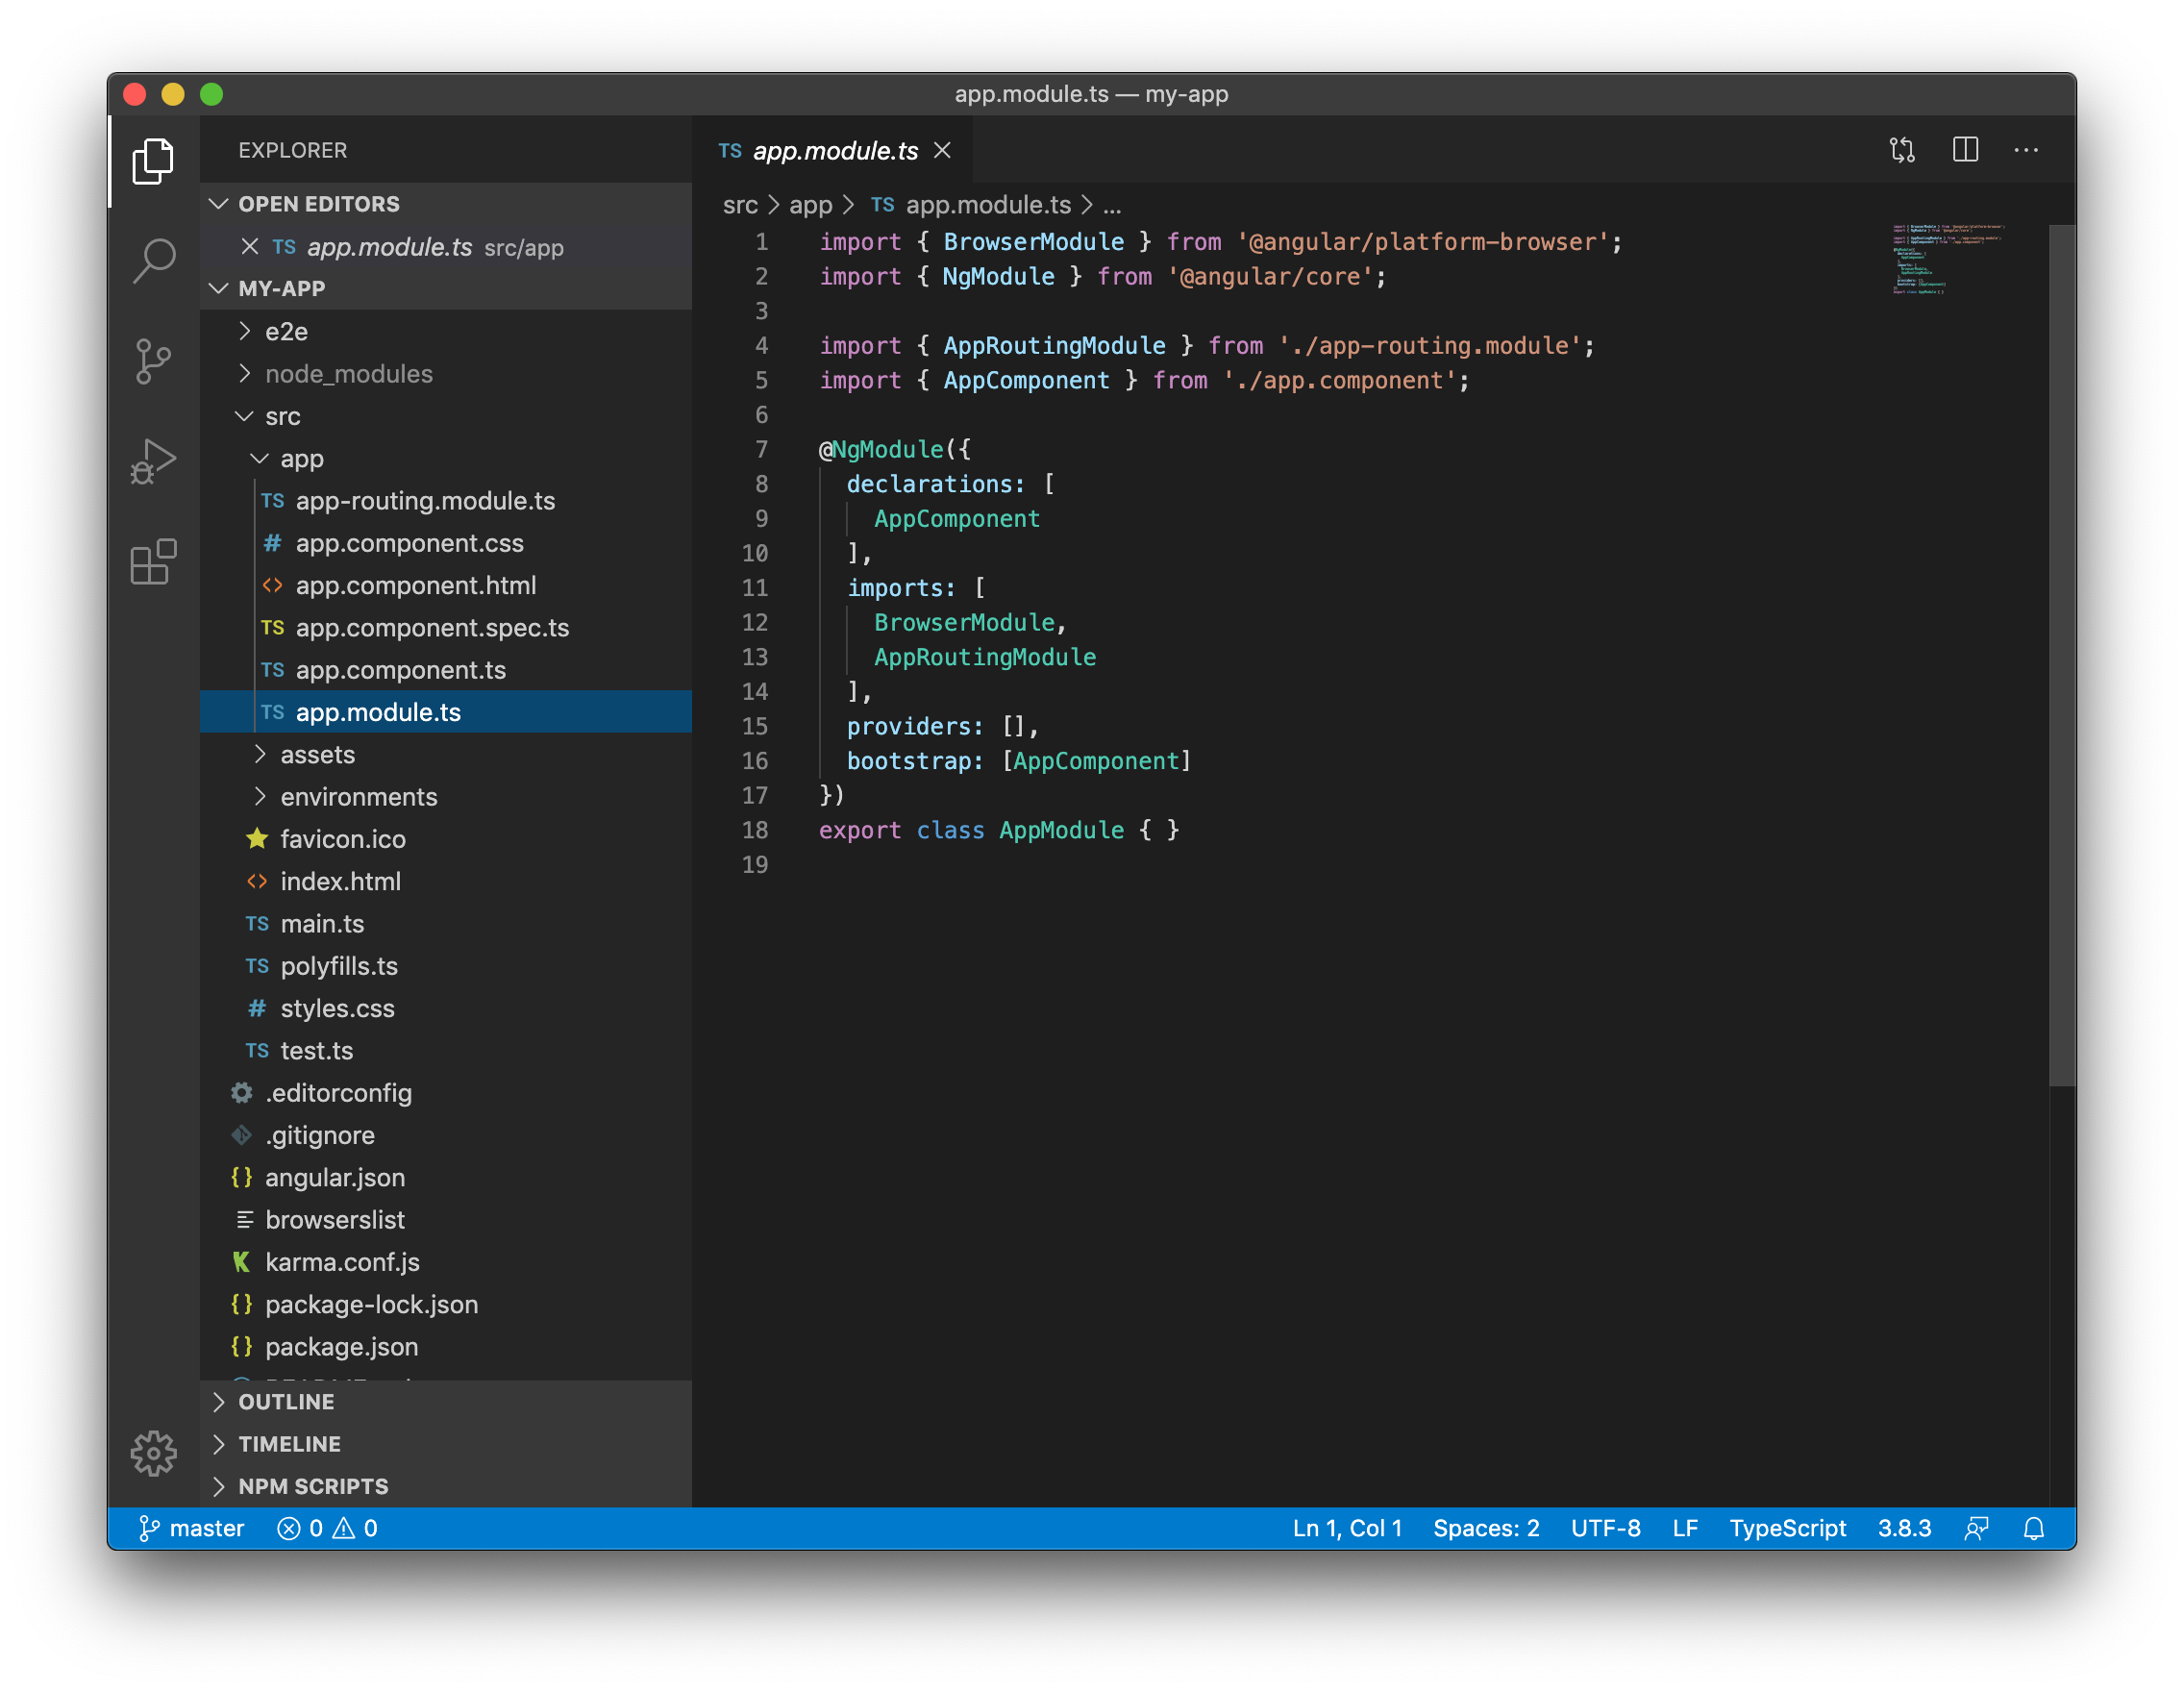 app.module.ts — my-app
EXPLORER
OPEN EDITORS
TS app.module.ts src/app
MY-APP
e2e
node_modules
src
app
TS app-routing.module.ts
# app.component.css
<> app.component.html
TS app.component.spec.ts
TS app.component.ts
TS app.module.ts
assets
environments
favicon.ico
<> index.html
TS main.ts
TS polyfills.ts
# styles.css
TS test.ts
.editorconfig
.gitignore
{} angular.json
browserslist
karma.conf.js
{} package-lock.json
{} package.json
OUTLINE
TIMELINE
NPM SCRIPTS
TS app.module.ts
src > app > TS app.module.ts > ...
1 import { BrowserModule } from '@angular/platform-browser';
2 import { NgModule } from '@angular/core';
3
4 import { AppRoutingModule } from './app-routing.module';
5 import { AppComponent } from './app.component';
6
7 @NgModule({
8 declarations: [
9 AppComponent
10 ],
11 imports: [
12 BrowserModule,
13 AppRoutingModule
14 ],
15 providers: [],
16 bootstrap: [AppComponent]
17 })
18 export class AppModule { }
19
master 0 0 Ln 1, Col 1 Spaces: 2 UTF-8 LF TypeScript 3.8.3